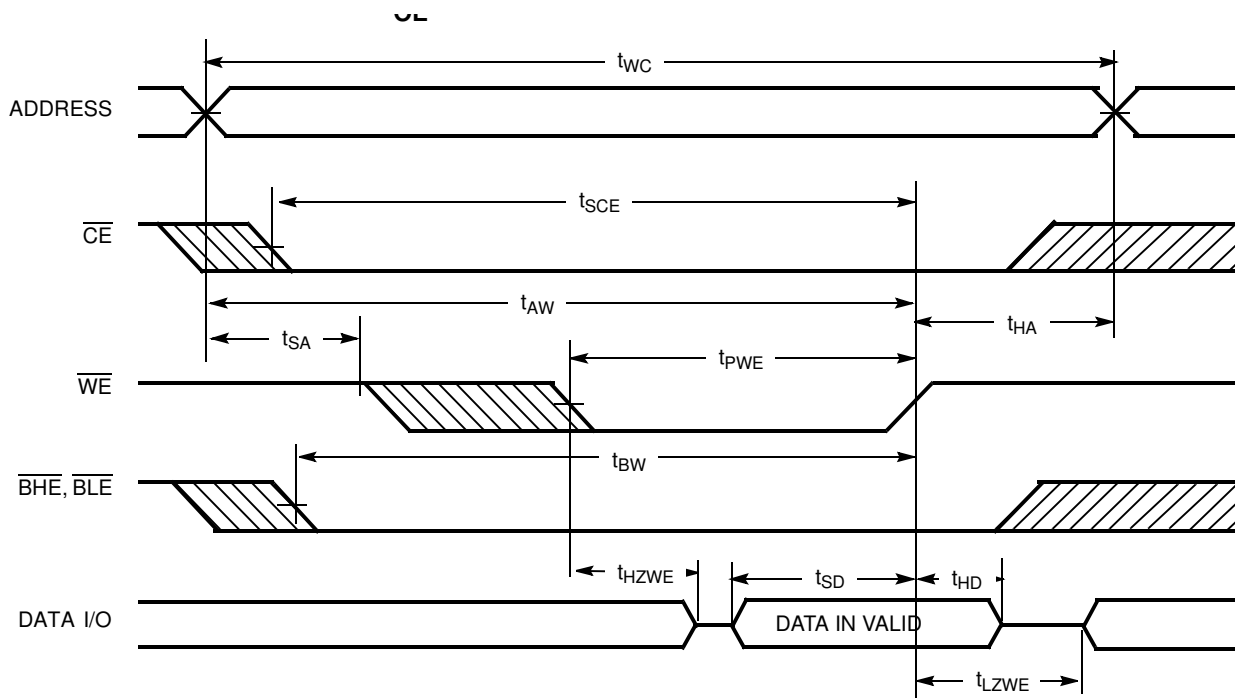 t_WC
ADDRESS
t_SCE
CE
t_AW
t_HA
t_SA
t_PWE
WE
t_BW
BHE, BLE
t_HZWE
t_SD
t_HD
DATA I/O
DATA IN VALID
t_LZWE